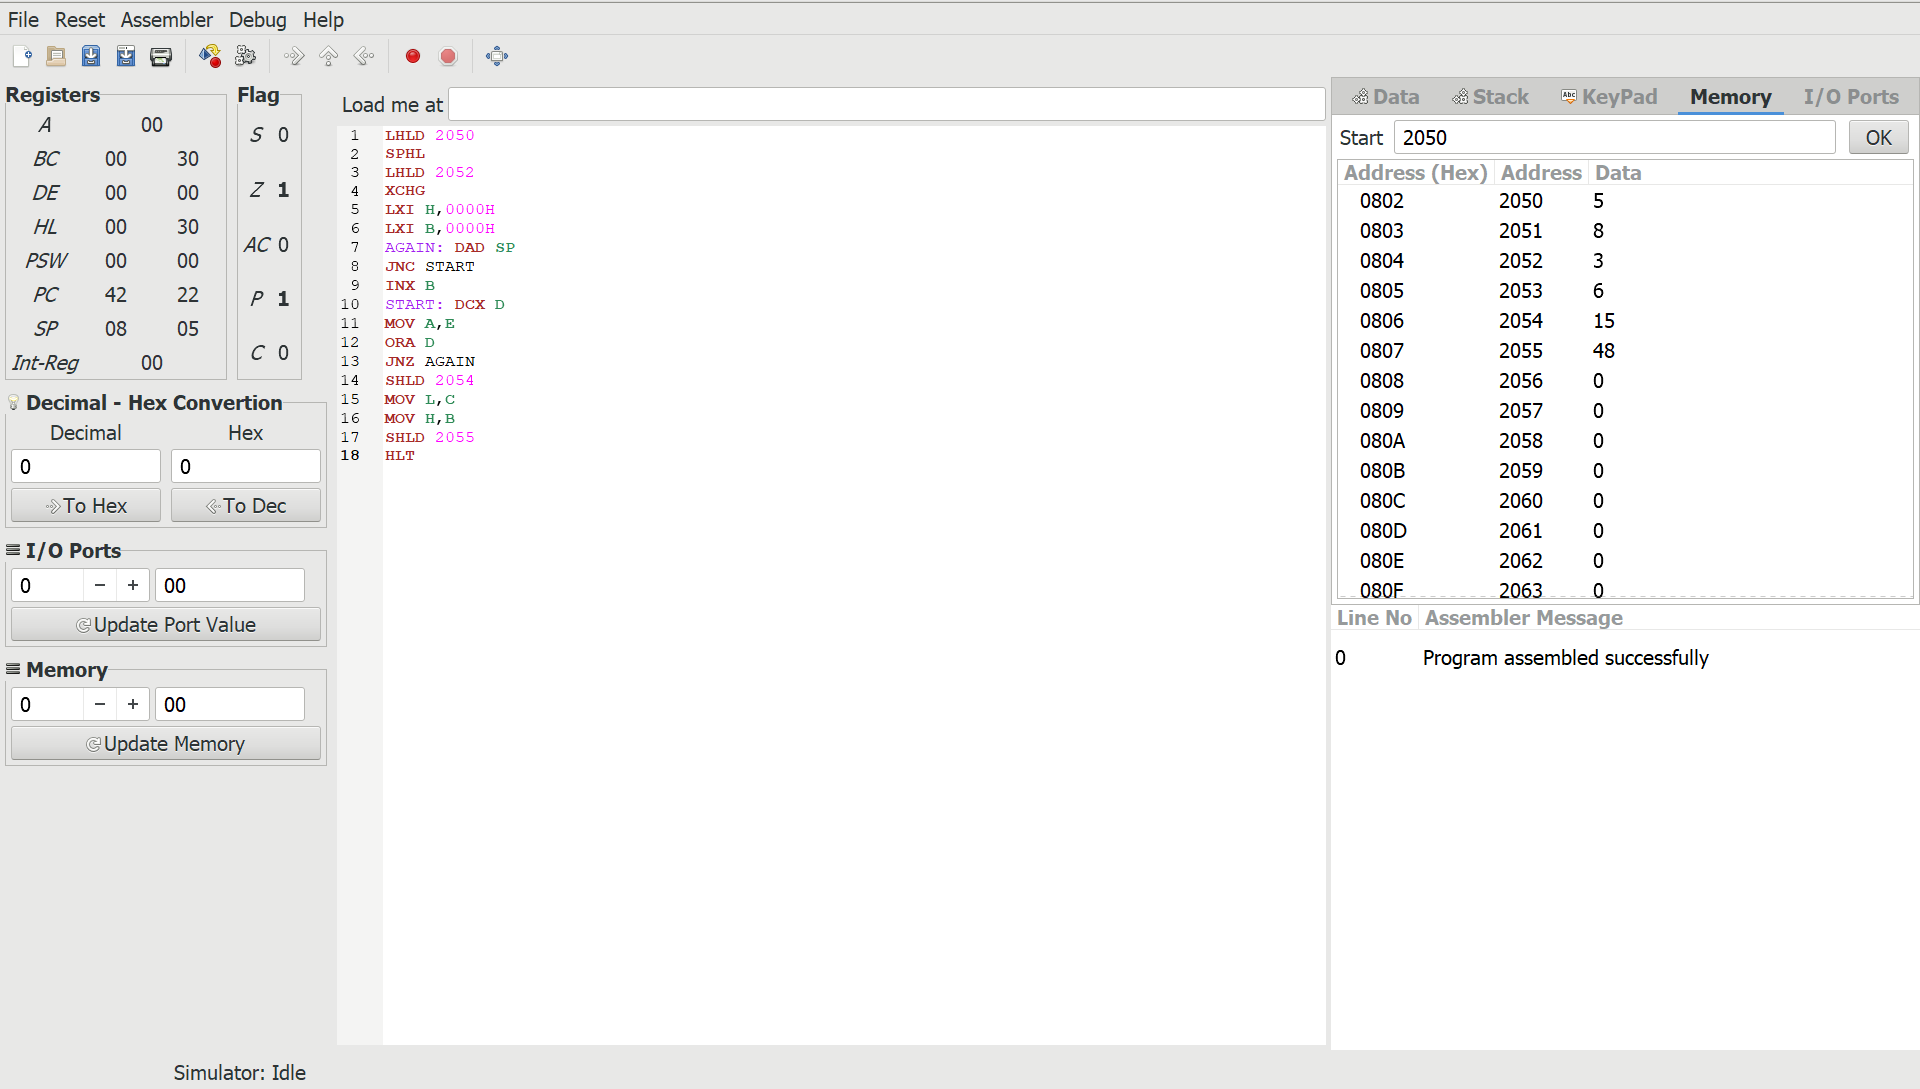 File Reset Assembler Debug Help
Registers
A 00
BC 00 30
DE 00 00
HL 00 30
PSW 00 00
PC 42 22
SP 08 05
Int-Reg 00
Flag
S 0
Z 1
AC 0
P 1
C 0
Decimal - Hex Convertion
Decimal Hex
0 0
To Hex To Dec
I/O Ports
0 − + 00
Update Port Value
Memory
0 − + 00
Update Memory
Simulator: Idle
Load me at
1 LHLD 2050
2 SPHL
3 LHLD 2052
4 XCHG
5 LXI H,0000H
6 LXI B,0000H
7 AGAIN: DAD SP
8 JNC START
9 INX B
10 START: DCX D
11 MOV A,E
12 ORA D
13 JNZ AGAIN
14 SHLD 2054
15 MOV L,C
16 MOV H,B
17 SHLD 2055
18 HLT
Data Stack Abc KeyPad Memory I/O Ports
Start 2050 OK
Address (Hex) Address Data
0802 2050 5
0803 2051 8
0804 2052 3
0805 2053 6
0806 2054 15
0807 2055 48
0808 2056 0
0809 2057 0
080A 2058 0
080B 2059 0
080C 2060 0
080D 2061 0
080E 2062 0
080F 2063 0
Line No Assembler Message
0 Program assembled successfully